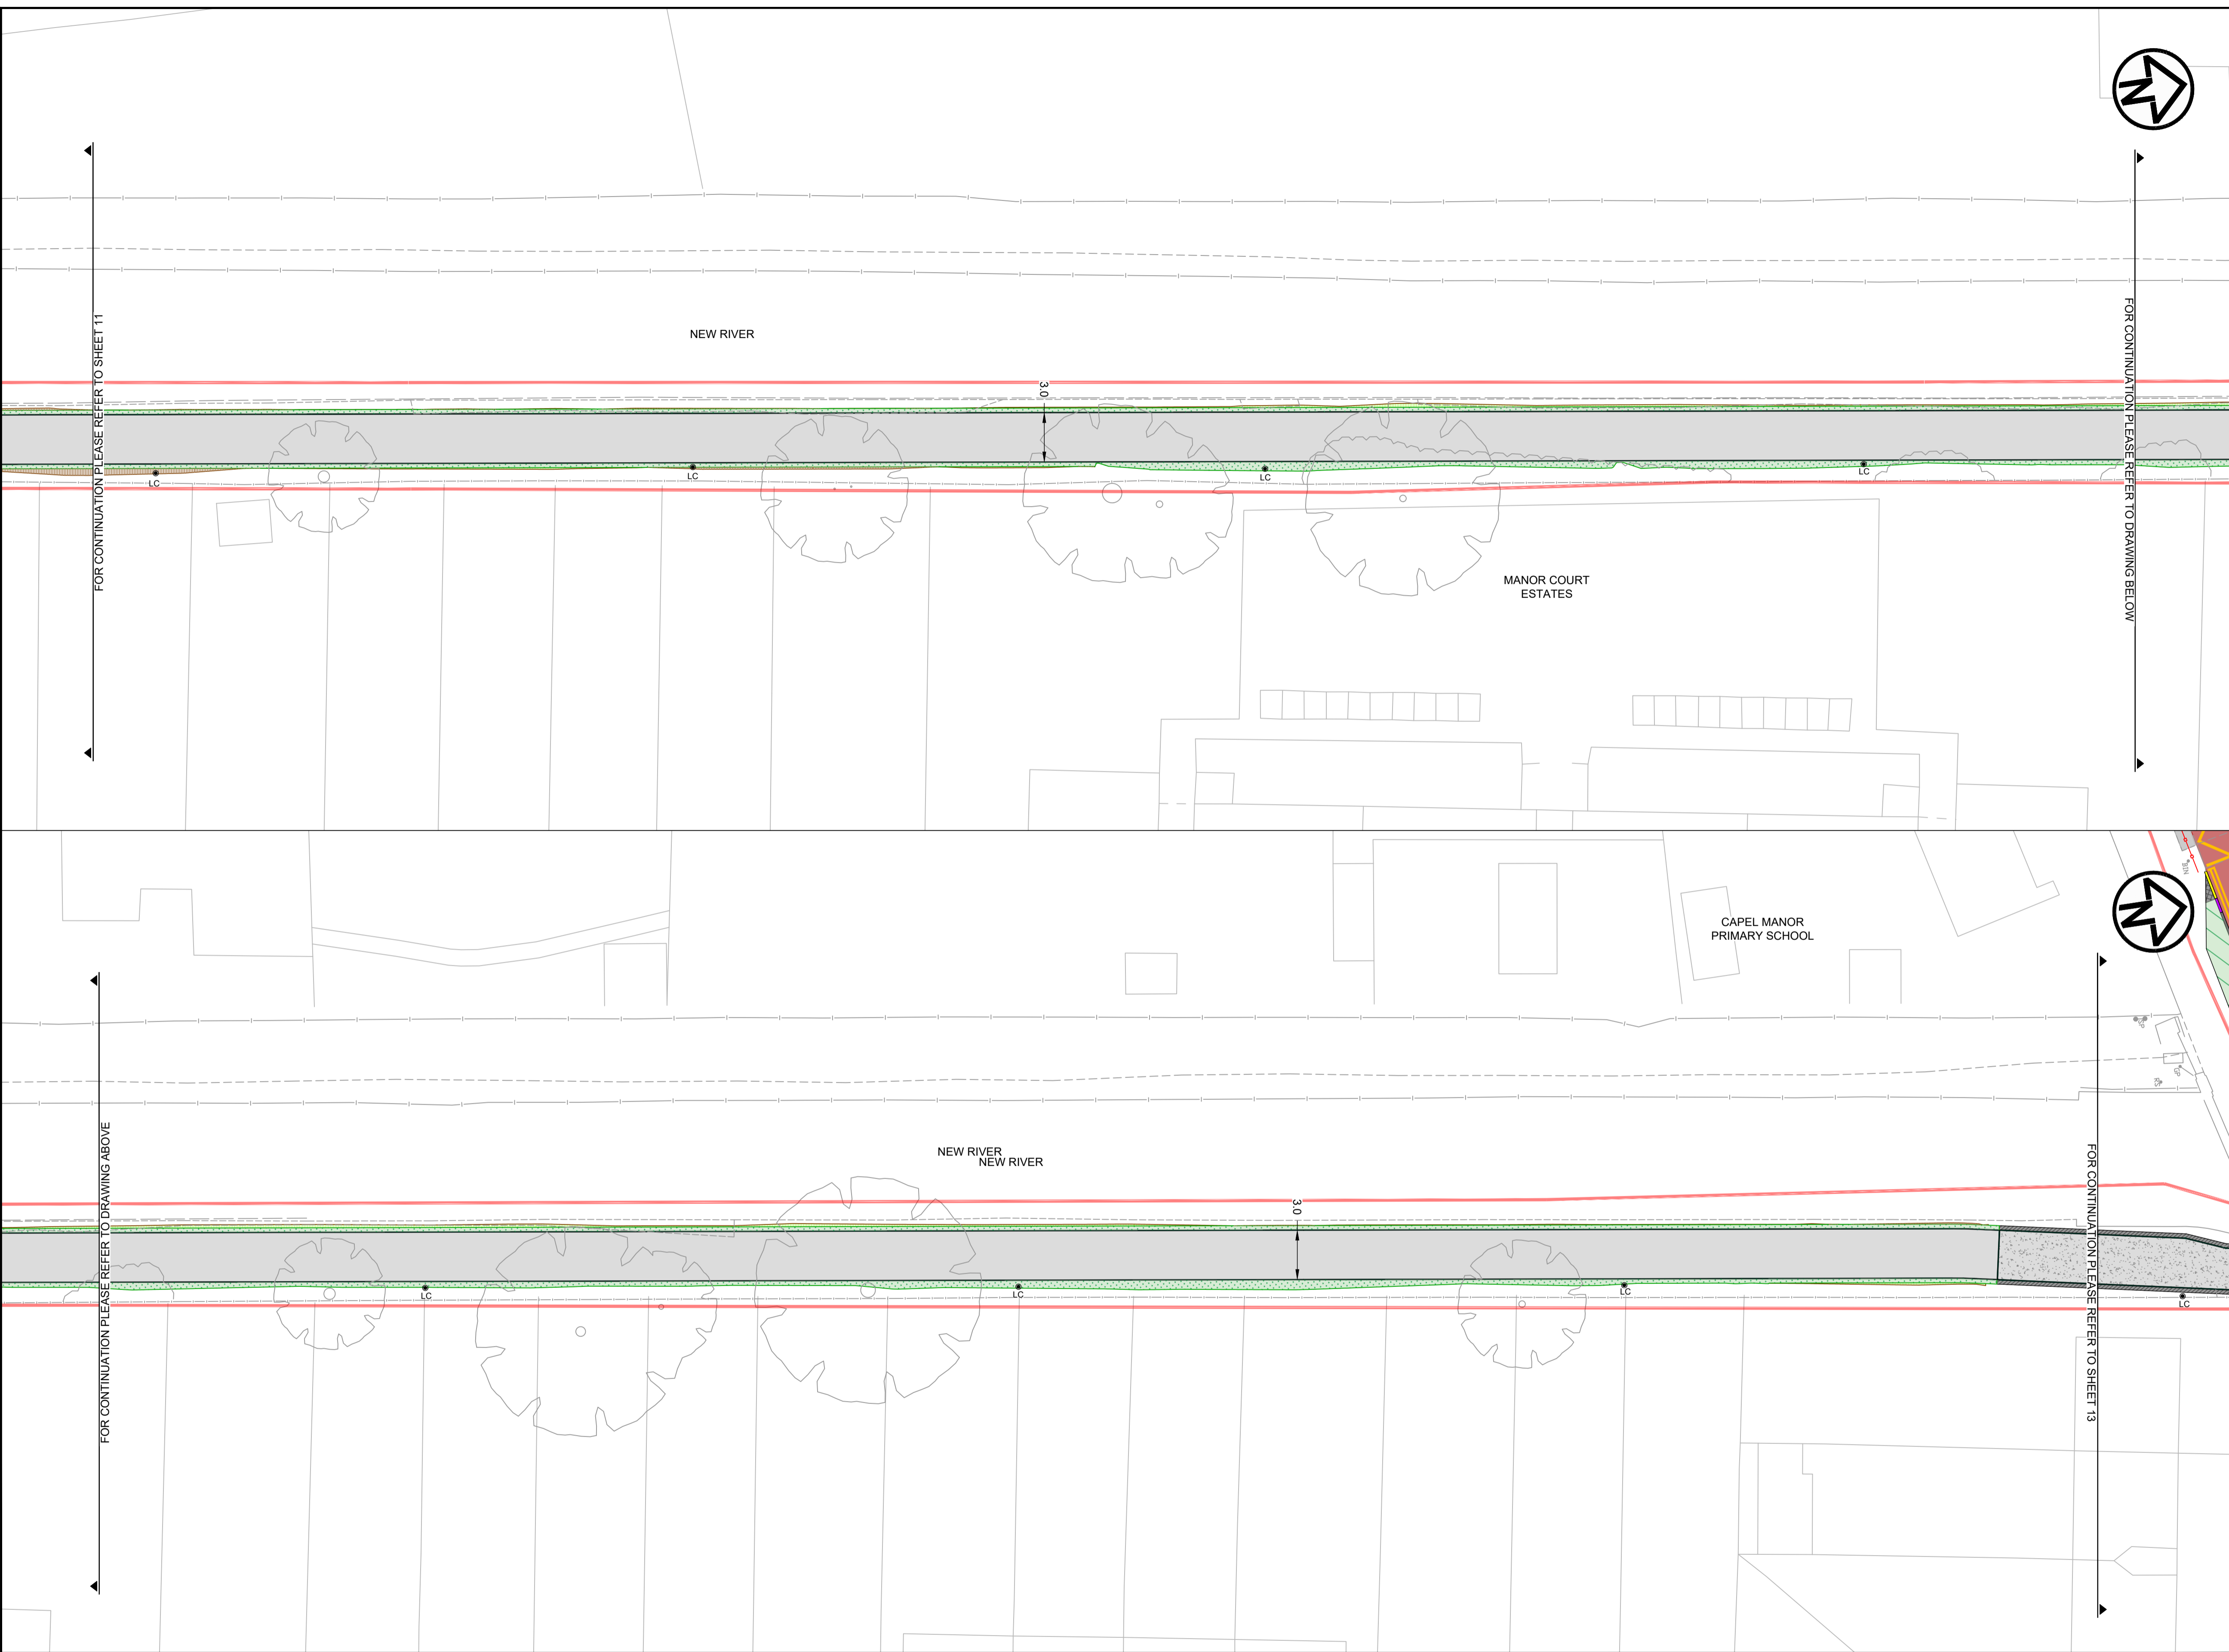 N
FOR CONTINUATION PLEASE REFER TO SHEET 11
NEW RIVER
3.0
LC
LC
LC
LC
FOR CONTINUATION PLEASE REFER TO DRAWING BELOW
MANOR COURT
ESTATES
BIN
N
CAPEL MANOR
PRIMARY SCHOOL
FOR CONTINUATION PLEASE REFER TO DRAWING ABOVE
NEW RIVER
NEW RIVER
3.0
LC
LC
LC
LC
FOR CONTINUATION PLEASE REFER TO SHEET 13